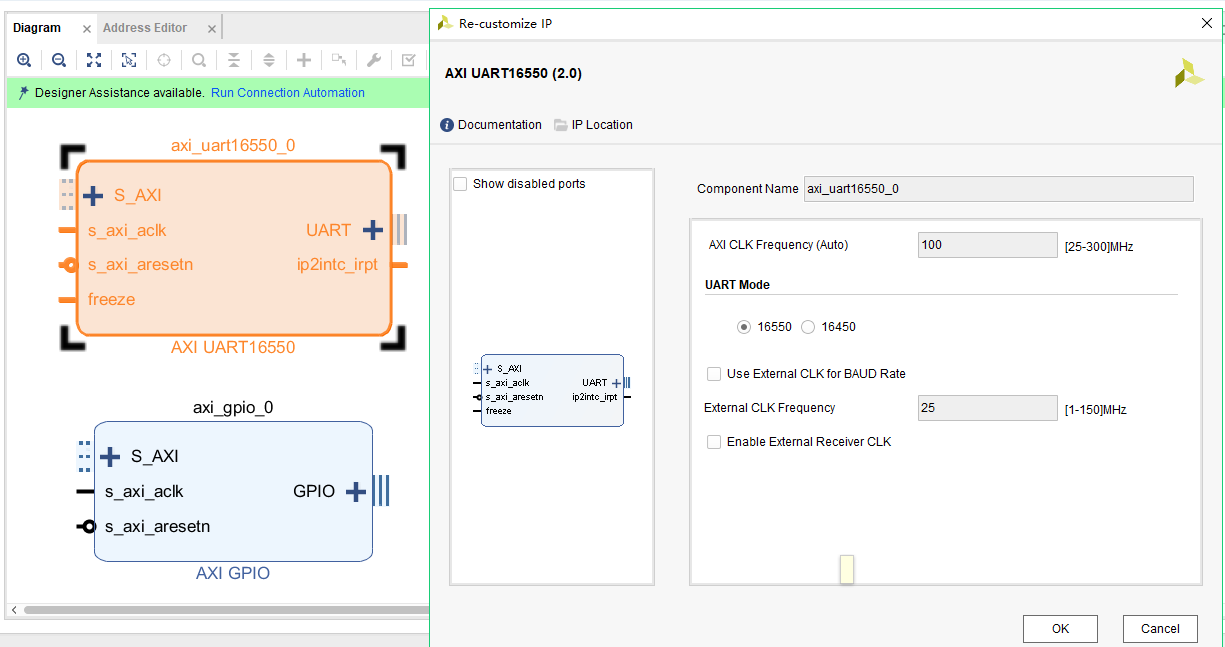 Diagram
Address Editor
Designer Assistance available. Run Connection Automation
axi_uart16550_0
S_AXI
s_axi_aclk
UART
s_axi_aresetn
ip2intc_irpt
freeze
AXI UART16550
axi_gpio_0
S_AXI
s_axi_aclk
GPIO
s_axi_aresetn
AXI GPIO
Re-customize IP
AXI UART16550 (2.0)
Documentation
IP Location
Show disabled ports
S_AXI
s_axi_aclk
UART
s_axi_aresetn
ip2intc_irpt
freeze
Component Name axi_uart16550_0
AXI CLK Frequency (Auto) 100 [25-300]MHz
UART Mode
16550 16450
Use External CLK for BAUD Rate
External CLK Frequency 25 [1-150]MHz
Enable External Receiver CLK
OK
Cancel